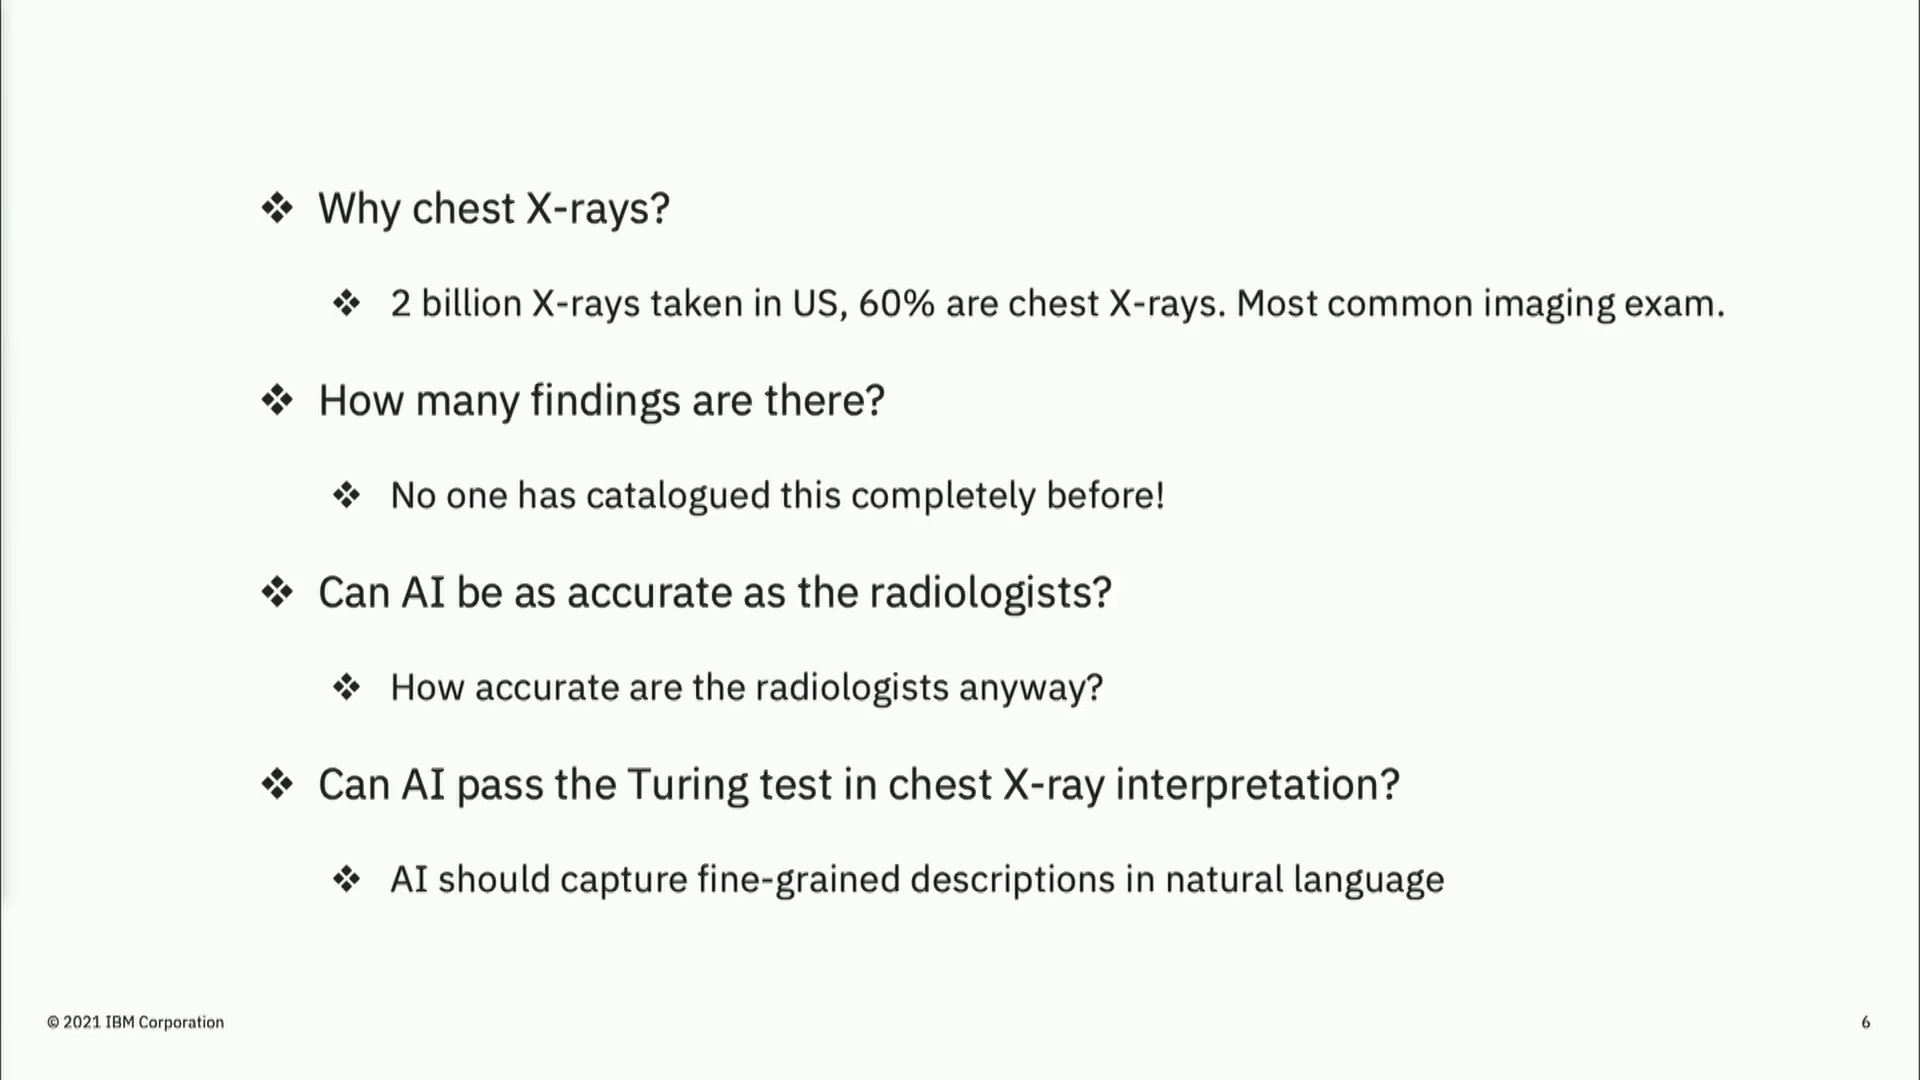 ❖ Why chest X-rays?
❖ 2 billion X-rays taken in US, 60% are chest X-rays. Most common imaging exam.
❖ How many findings are there?
❖ No one has catalogued this completely before!
❖ Can AI be as accurate as the radiologists?
❖ How accurate are the radiologists anyway?
❖ Can AI pass the Turing test in chest X-ray interpretation?
❖ AI should capture fine-grained descriptions in natural language
© 2021 IBM Corporation
6